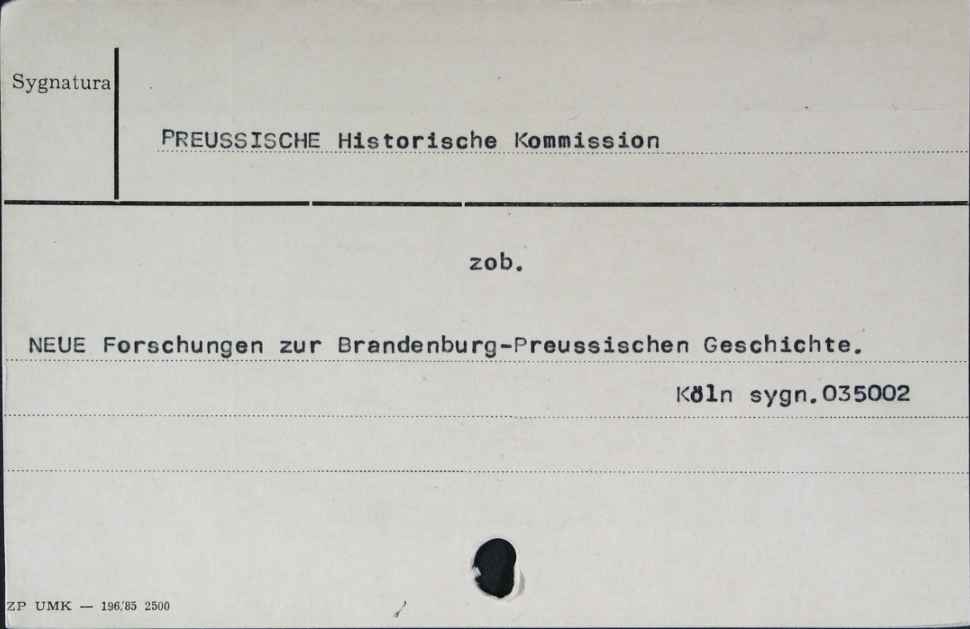 Sygnatura
PREUSSISCHE Historische Kommission
zob.
NEUE Forschungen zur Brandenburg-Preussischen Geschichte.
Köln sygn.035002
ZP UMK — 196/85 2500